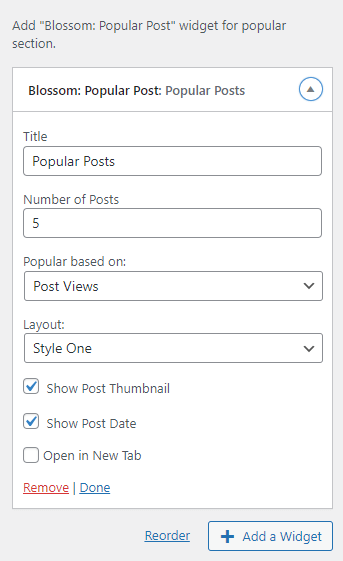 Add "Blossom: Popular Post" widget for popular
section.
Blossom: Popular Post: Popular Posts
Title
Popular Posts
Number of Posts
5
Popular based on:
Post Views
Layout:
Style One
Show Post Thumbnail
Show Post Date
Open in New Tab
Remove | Done
Reorder
Add a Widget